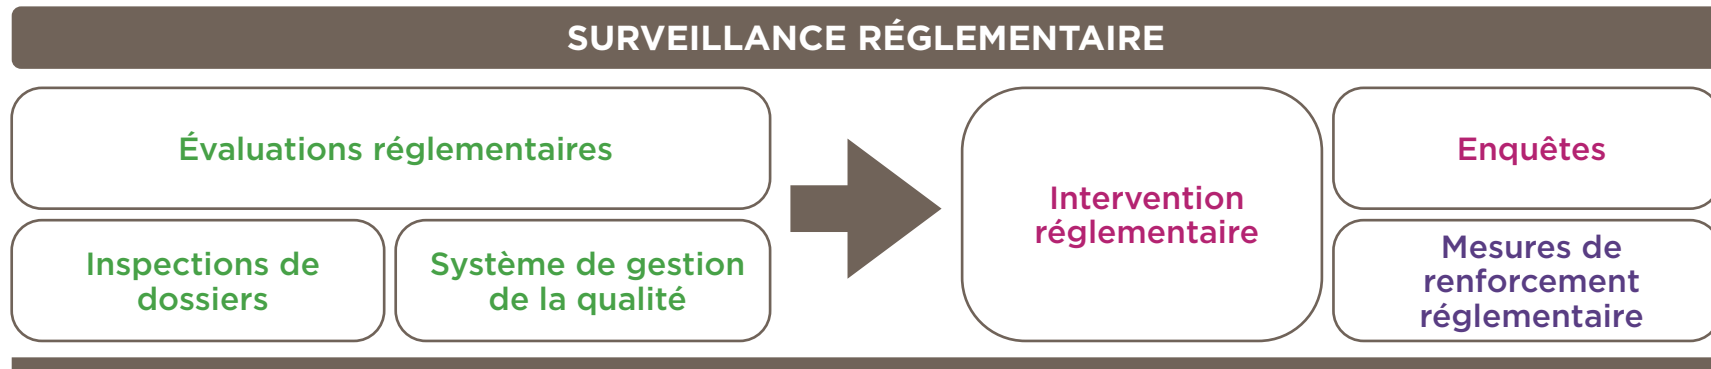 SURVEILLANCE RÉGLEMENTAIRE
Évaluations réglementaires
Inspections de
dossiers
Système de gestion
de la qualité
Intervention
réglementaire
Enquêtes
Mesures de
renforcement
réglementaire